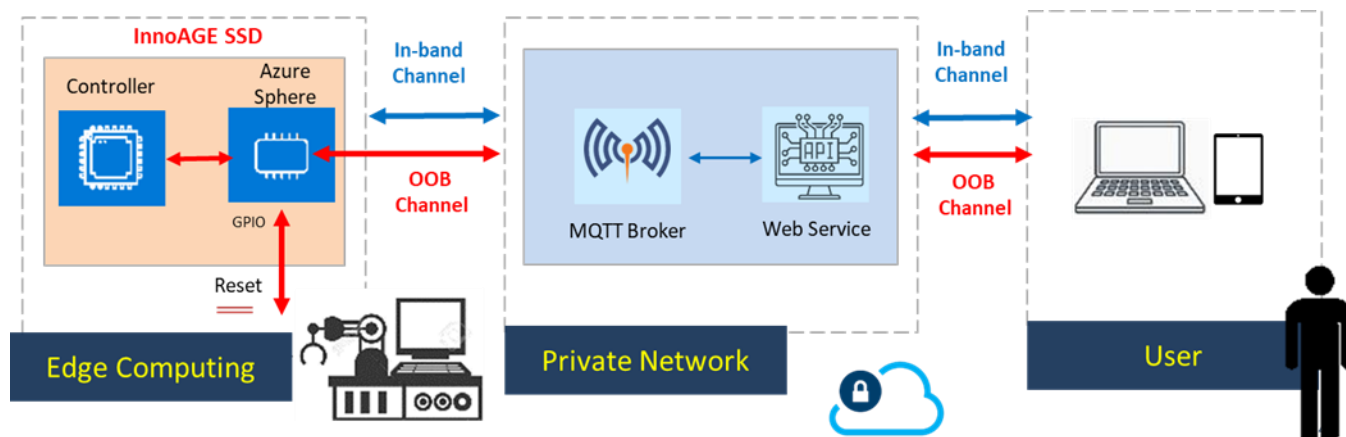 InnoAGE SSD
Controller
Azure
Sphere
GPIO
Reset
Edge Computing
In-band
Channel
OOB
Channel
MQTT Broker
API
Web Service
Private Network
In-band
Channel
OOB
Channel
User